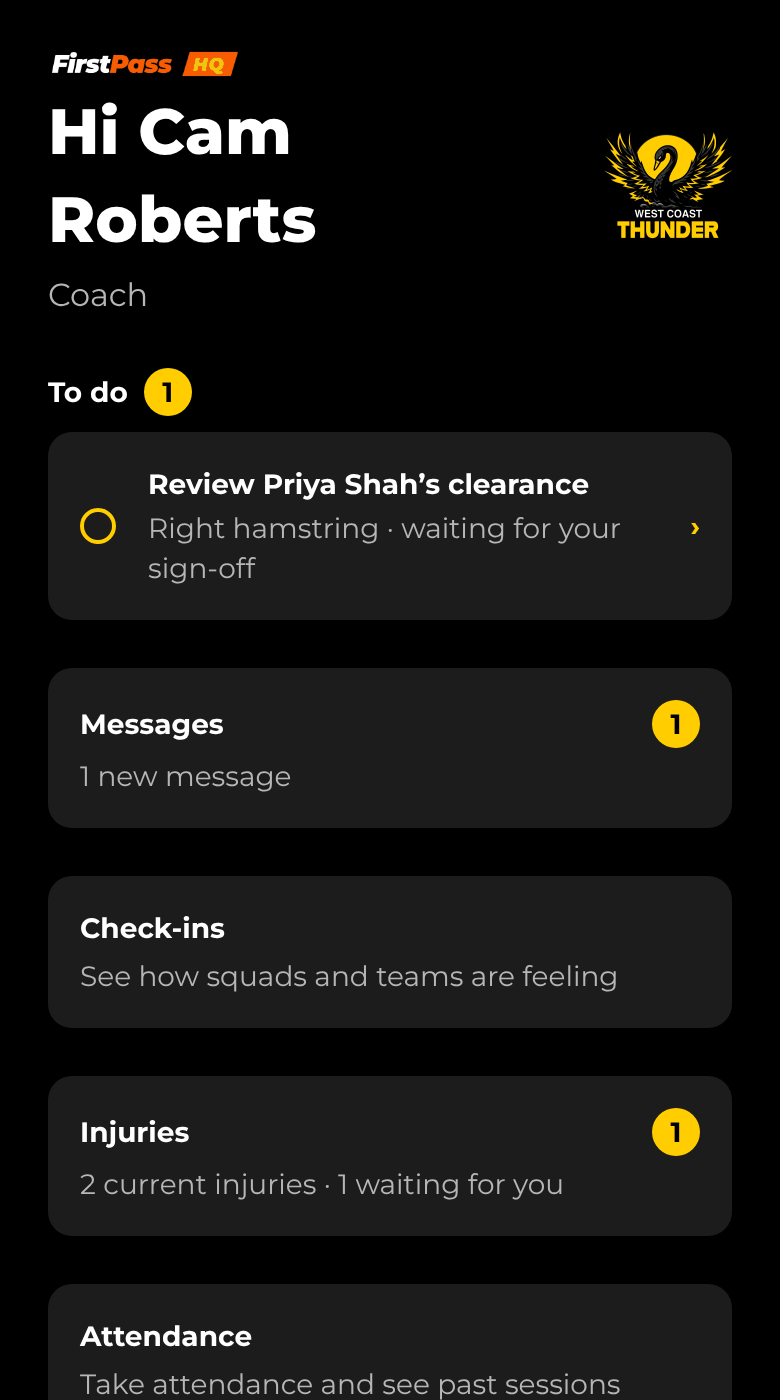 FirstPass HQ
Hi Cam
Roberts
WEST COAST
THUNDER
Coach
To do 1
Review Priya Shah’s clearance
Right hamstring · waiting for your
sign-off
›
Messages 1
1 new message
Check-ins
See how squads and teams are feeling
Injuries 1
2 current injuries · 1 waiting for you
Attendance
Take attendance and see past sessions